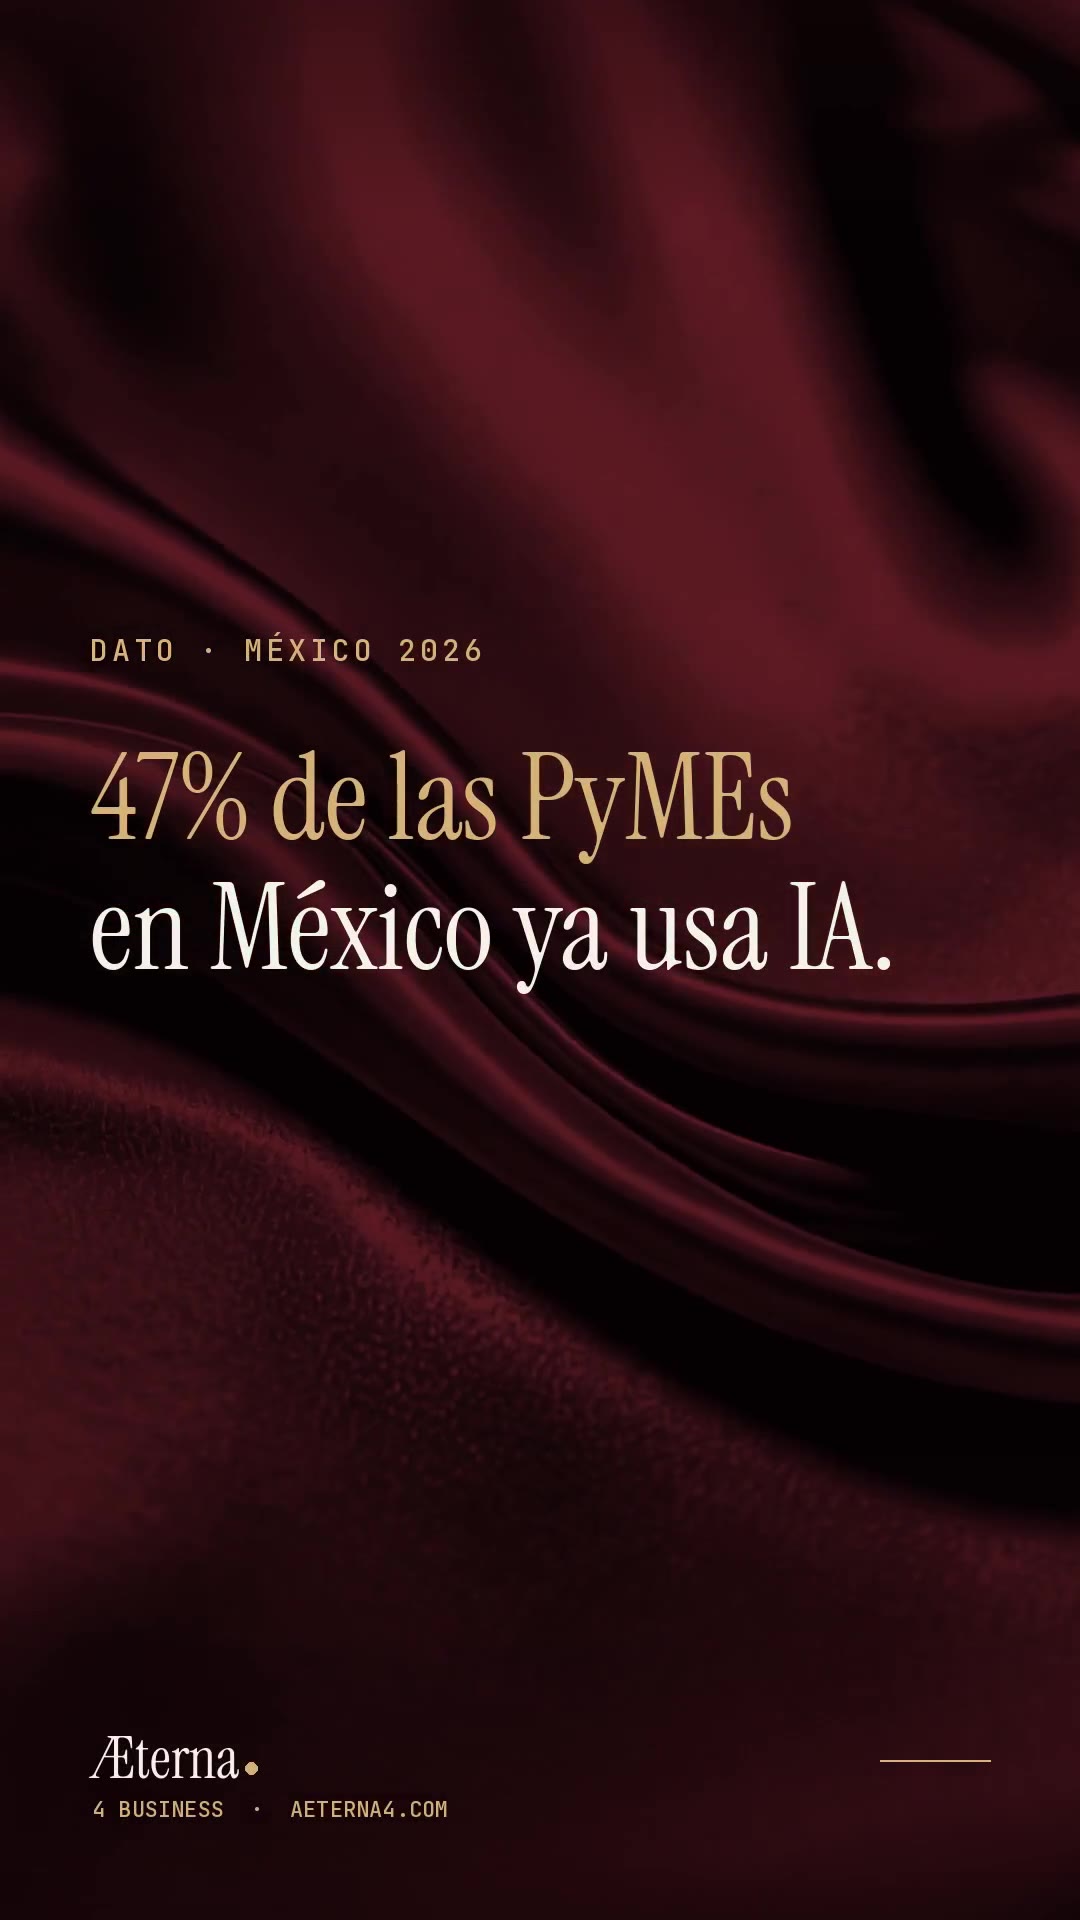 DATO · MÉXICO 2026
47% de las PyMEs
en México ya usa IA.
Æterna.
4 BUSINESS · AETERNA4.COM